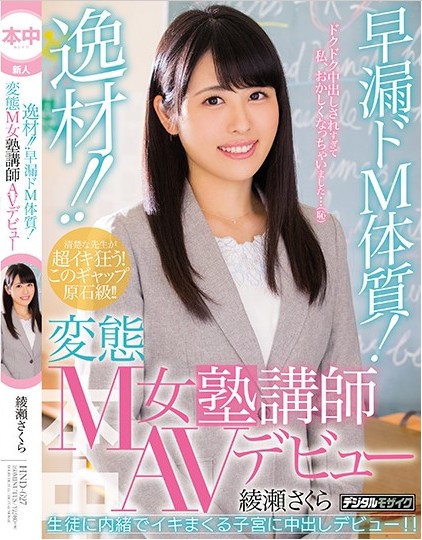 本中
新人
逸材!!早漏ドM体質!
変態M女塾講師AVデビュー
綾瀬さくら
HND-627
早漏ドM体質!
ドクドク中出しされすぎて
私、おかしくなっちゃいました…(恥)
逸材!!
清楚な先生が
超イキ狂う!
このギャップ
原石級!!
変態
M女塾講師
AVデビュー
綾瀬さくら
デジタルモザイク
生徒に内緒でイキまくる子宮に中出しデビュー!!